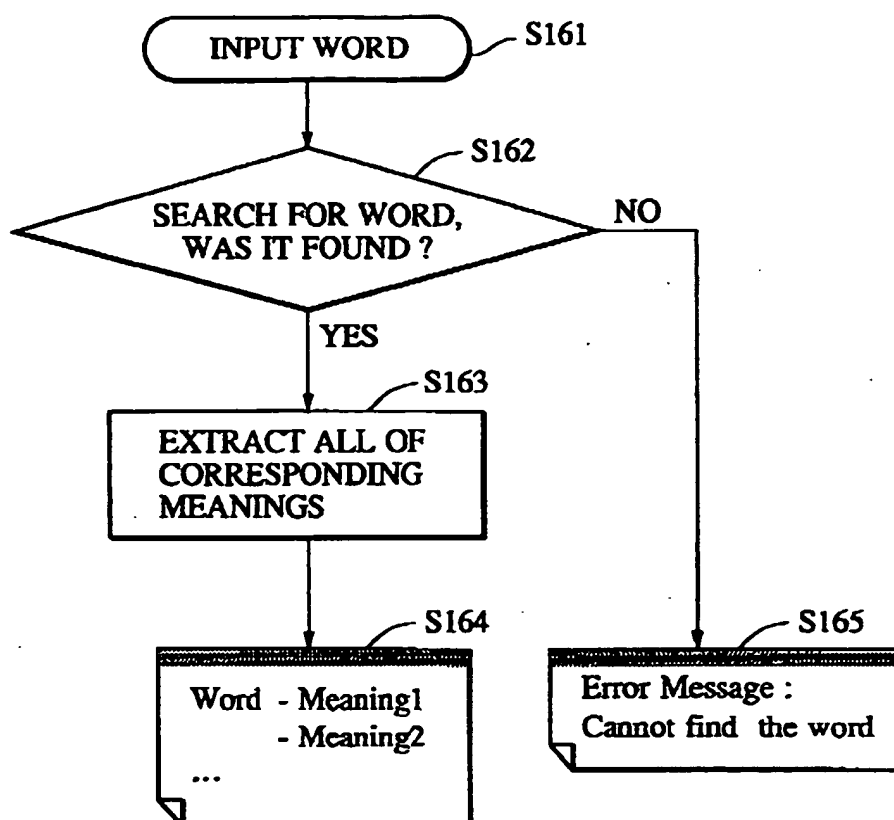 INPUT WORD
S161
S162
SEARCH FOR WORD,
WAS IT FOUND ?
NO
YES
S163
EXTRACT ALL OF
CORRESPONDING
MEANINGS
S164
Word - Meaning1
- Meaning2
...
S165
Error Message :
Cannot find the word